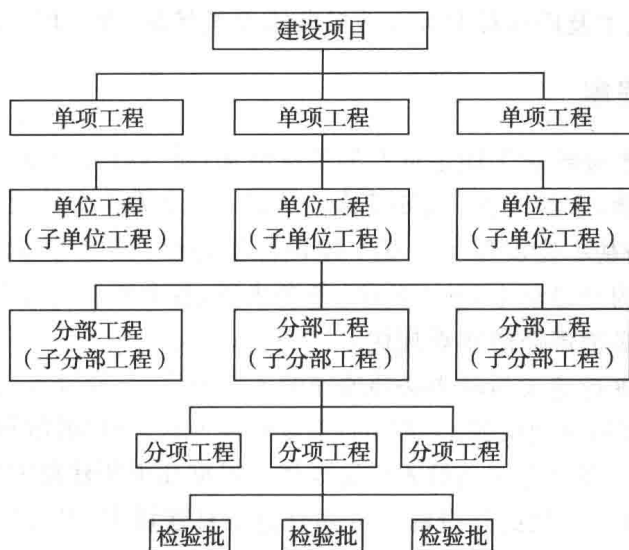 建设项目
单项工程 单项工程 单项工程
单位工程 单位工程 单位工程
(子单位工程) (子单位工程) (子单位工程)
分部工程 分部工程 分部工程
(子分部工程) (子分部工程) (子分部工程)
分项工程 分项工程 分项工程
检验批 检验批 检验批